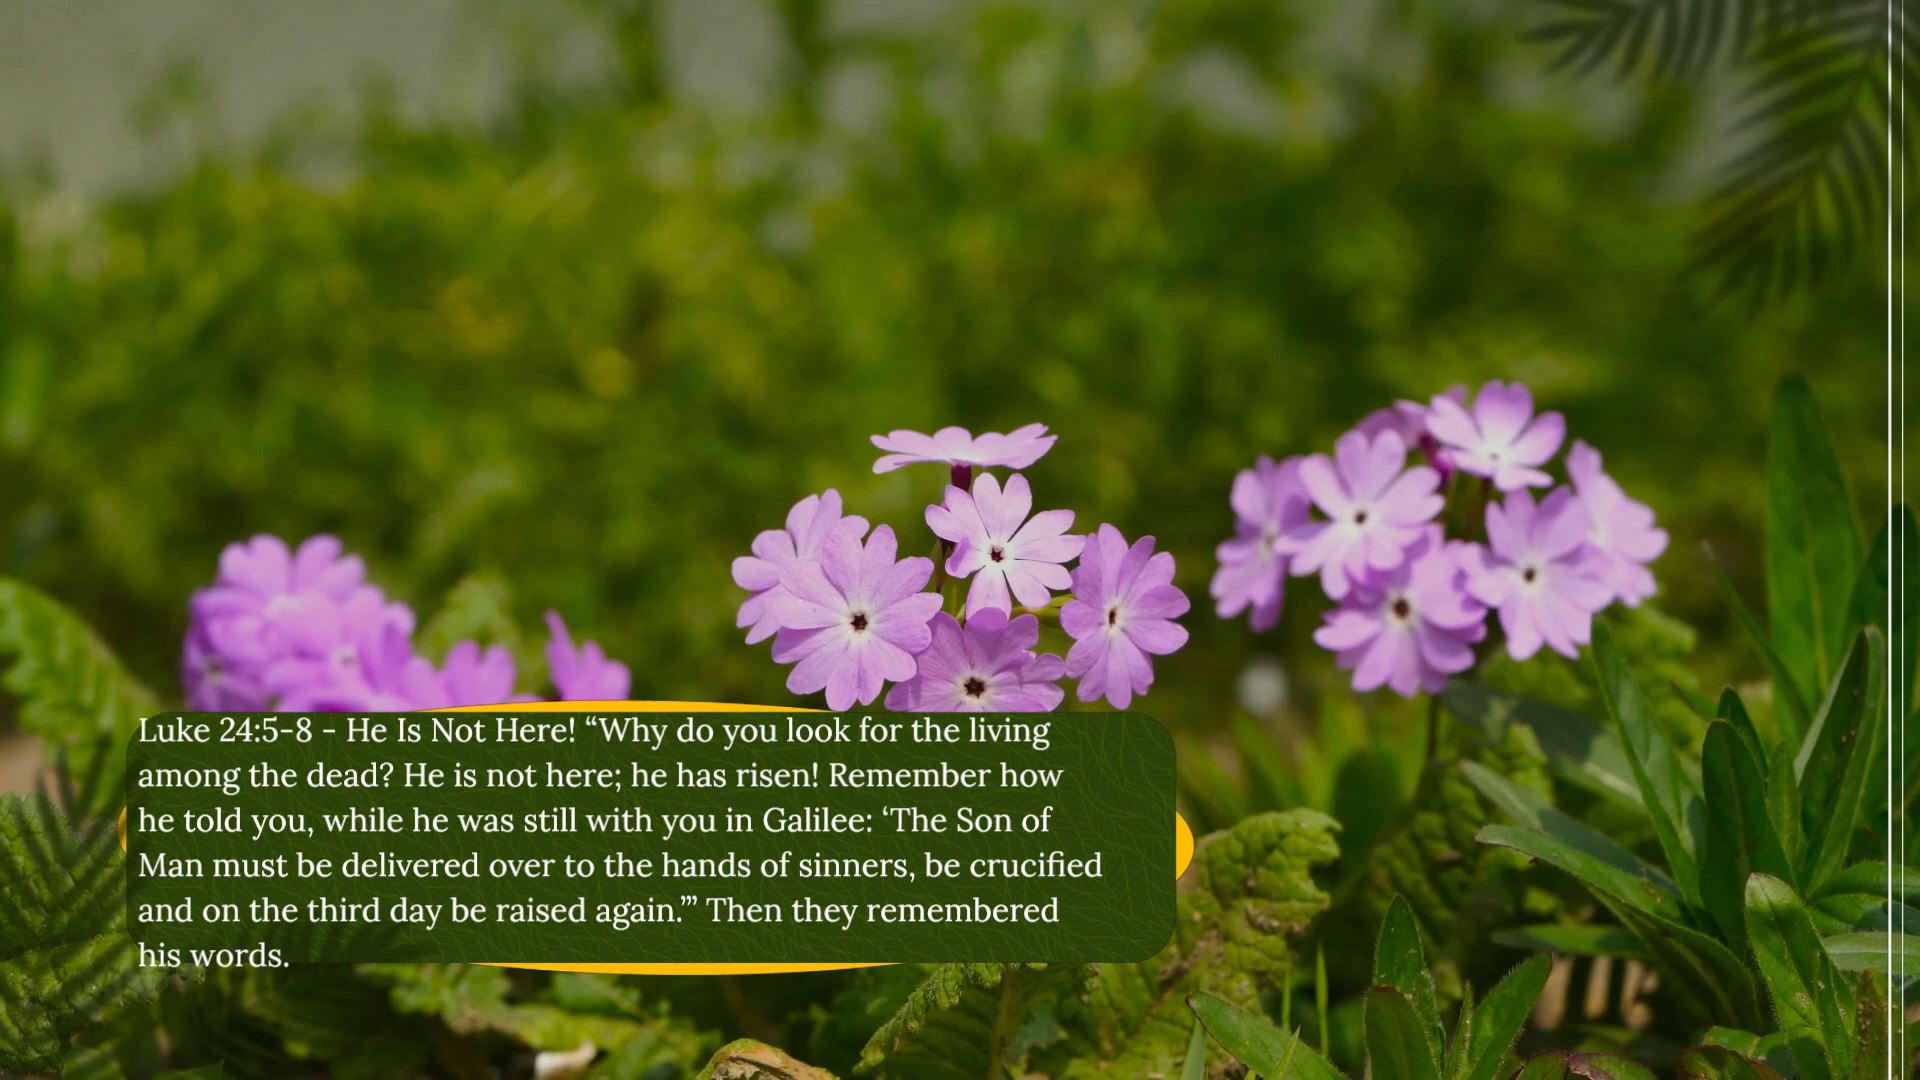 Luke 24:5-8 - He Is Not Here! “Why do you look for the living
among the dead? He is not here; he has risen! Remember how
he told you, while he was still with you in Galilee: ‘The Son of
Man must be delivered over to the hands of sinners, be crucified
and on the third day be raised again.’” Then they remembered
his words.